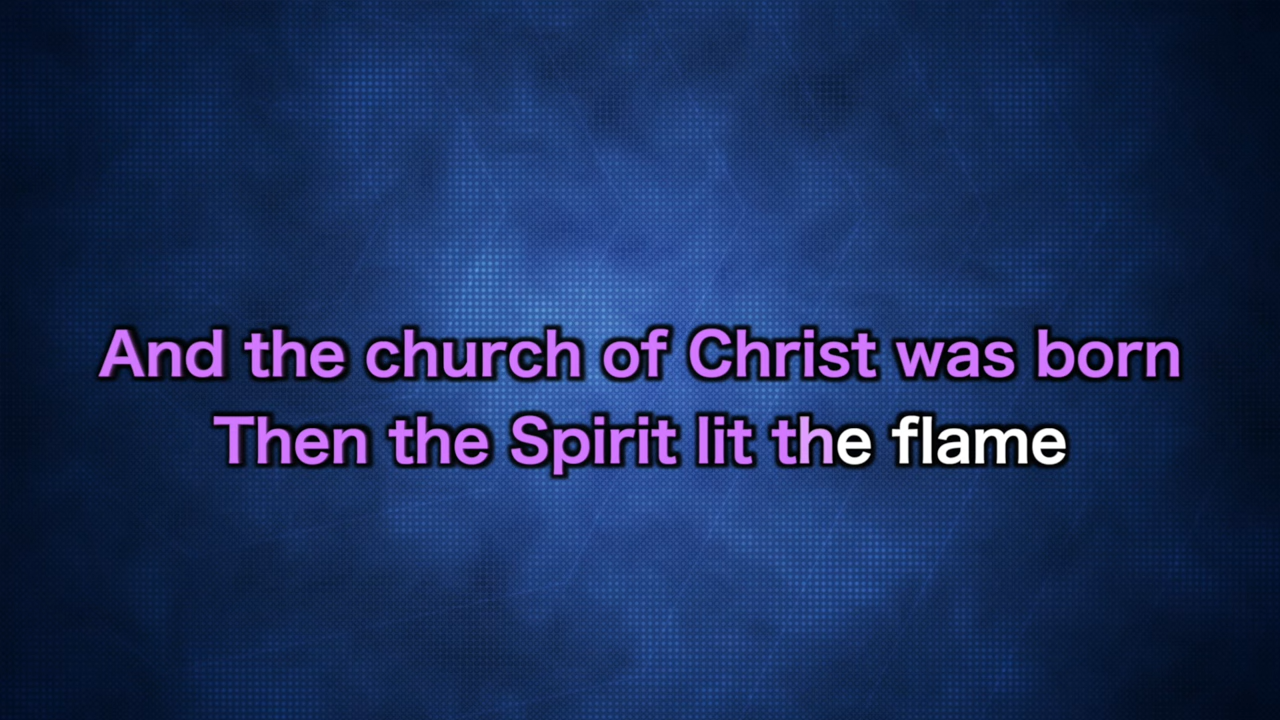 And the church of Christ was born
Then the Spirit lit the flame